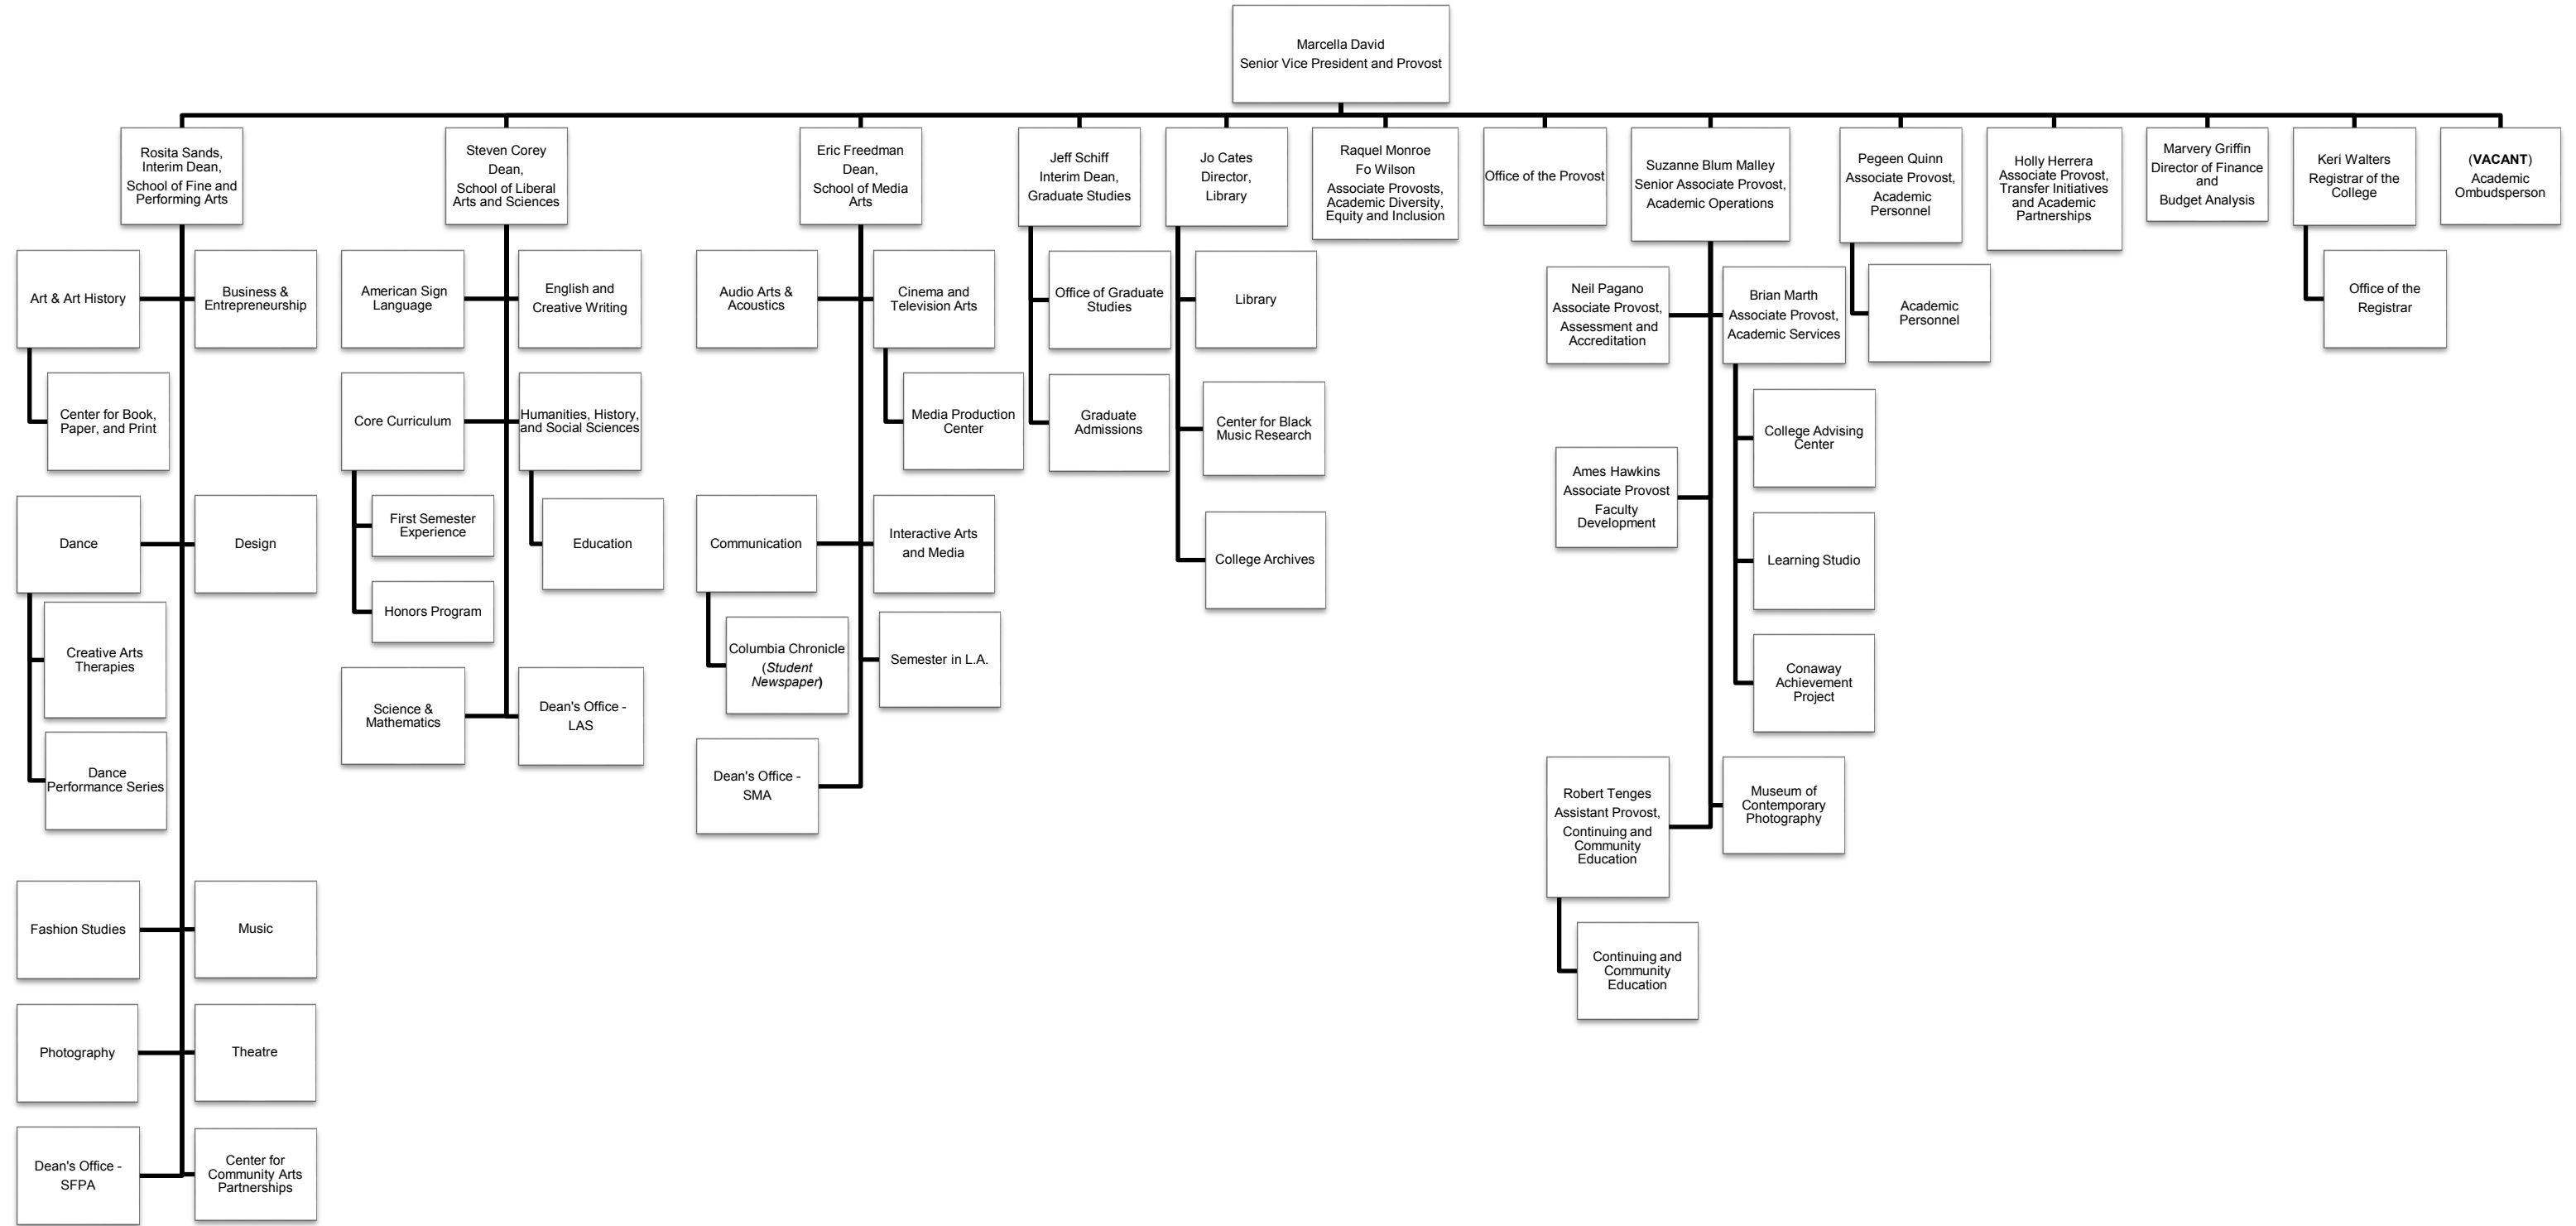 Marcella David
Senior Vice President and Provost
Rosita Sands,
Interim Dean,
School of Fine and
Performing Arts
Steven Corey
Dean,
School of Liberal
Arts and Sciences
Eric Freedman
Dean,
School of Media
Arts
Jeff Schiff
Interim Dean,
Graduate Studies
Jo Cates
Director,
Library
Raquel Monroe
Fo Wilson
Associate Provosts,
Academic Diversity,
Equity and Inclusion
Office of the Provost
Suzanne Blum Malley
Senior Associate Provost,
Academic Operations
Pegeen Quinn
Associate Provost,
Academic
Personnel
Holly Herrera
Associate Provost,
Transfer Initiatives
and Academic
Partnerships
Marvery Griffin
Director of Finance
and
Budget Analysis
Keri Walters
Registrar of the
College
(VACANT)
Academic
Ombudsperson
Art & Art History
Business &
Entrepreneurship
Center for Book,
Paper, and Print
Dance
Design
Creative Arts
Therapies
Dance
Performance Series
Fashion Studies
Music
Photography
Theatre
Dean's Office -
SFPA
Center for
Community Arts
Partnerships
American Sign
Language
English and
Creative Writing
Core Curriculum
Humanities, History,
and Social Sciences
First Semester
Experience
Education
Honors Program
Science &
Mathematics
Dean's Office -
LAS
Audio Arts &
Acoustics
Cinema and
Television Arts
Media Production
Center
Communication
Interactive Arts
and Media
Columbia Chronicle
(Student
Newspaper)
Semester in L.A.
Dean's Office -
SMA
Office of Graduate
Studies
Graduate
Admissions
Library
Center for Black
Music Research
College Archives
Neil Pagano
Associate Provost,
Assessment and
Accreditation
Brian Marth
Associate Provost,
Academic Services
College Advising
Center
Ames Hawkins
Associate Provost
Faculty
Development
Learning Studio
Conaway
Achievement
Project
Robert Tenges
Assistant Provost,
Continuing and
Community
Education
Museum of
Contemporary
Photography
Continuing and
Community
Education
Academic
Personnel
Office of the
Registrar